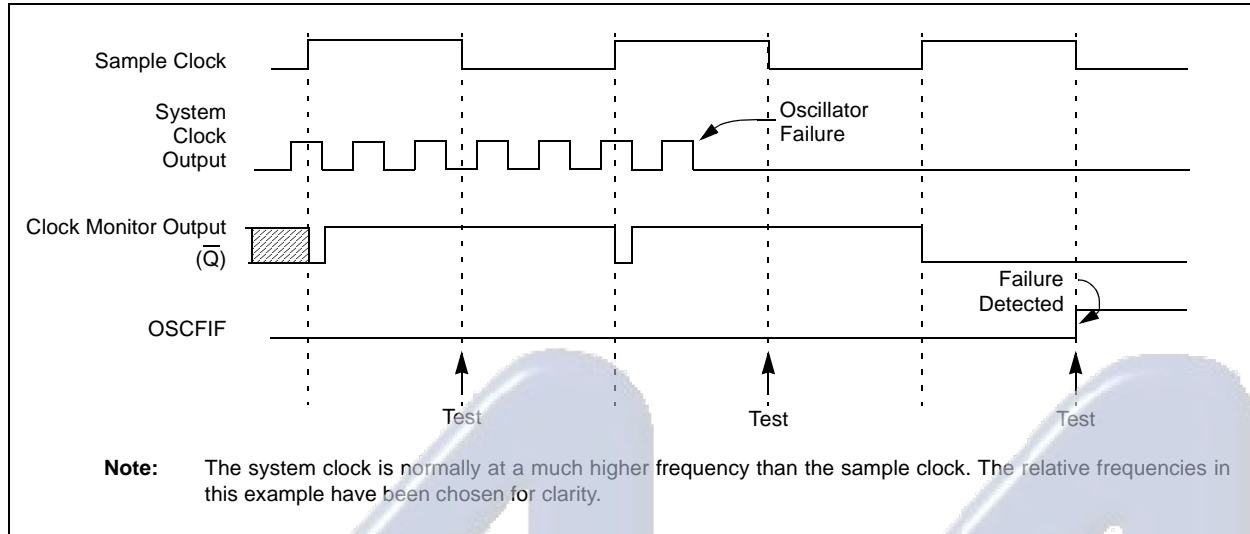 Sample Clock
System
Clock
Output
Oscillator
Failure
Clock Monitor Output
(Q̅)
Failure
Detected
OSCFIF
Test
Test
Test
Note: The system clock is normally at a much higher frequency than the sample clock. The relative frequencies in
this example have been chosen for clarity.